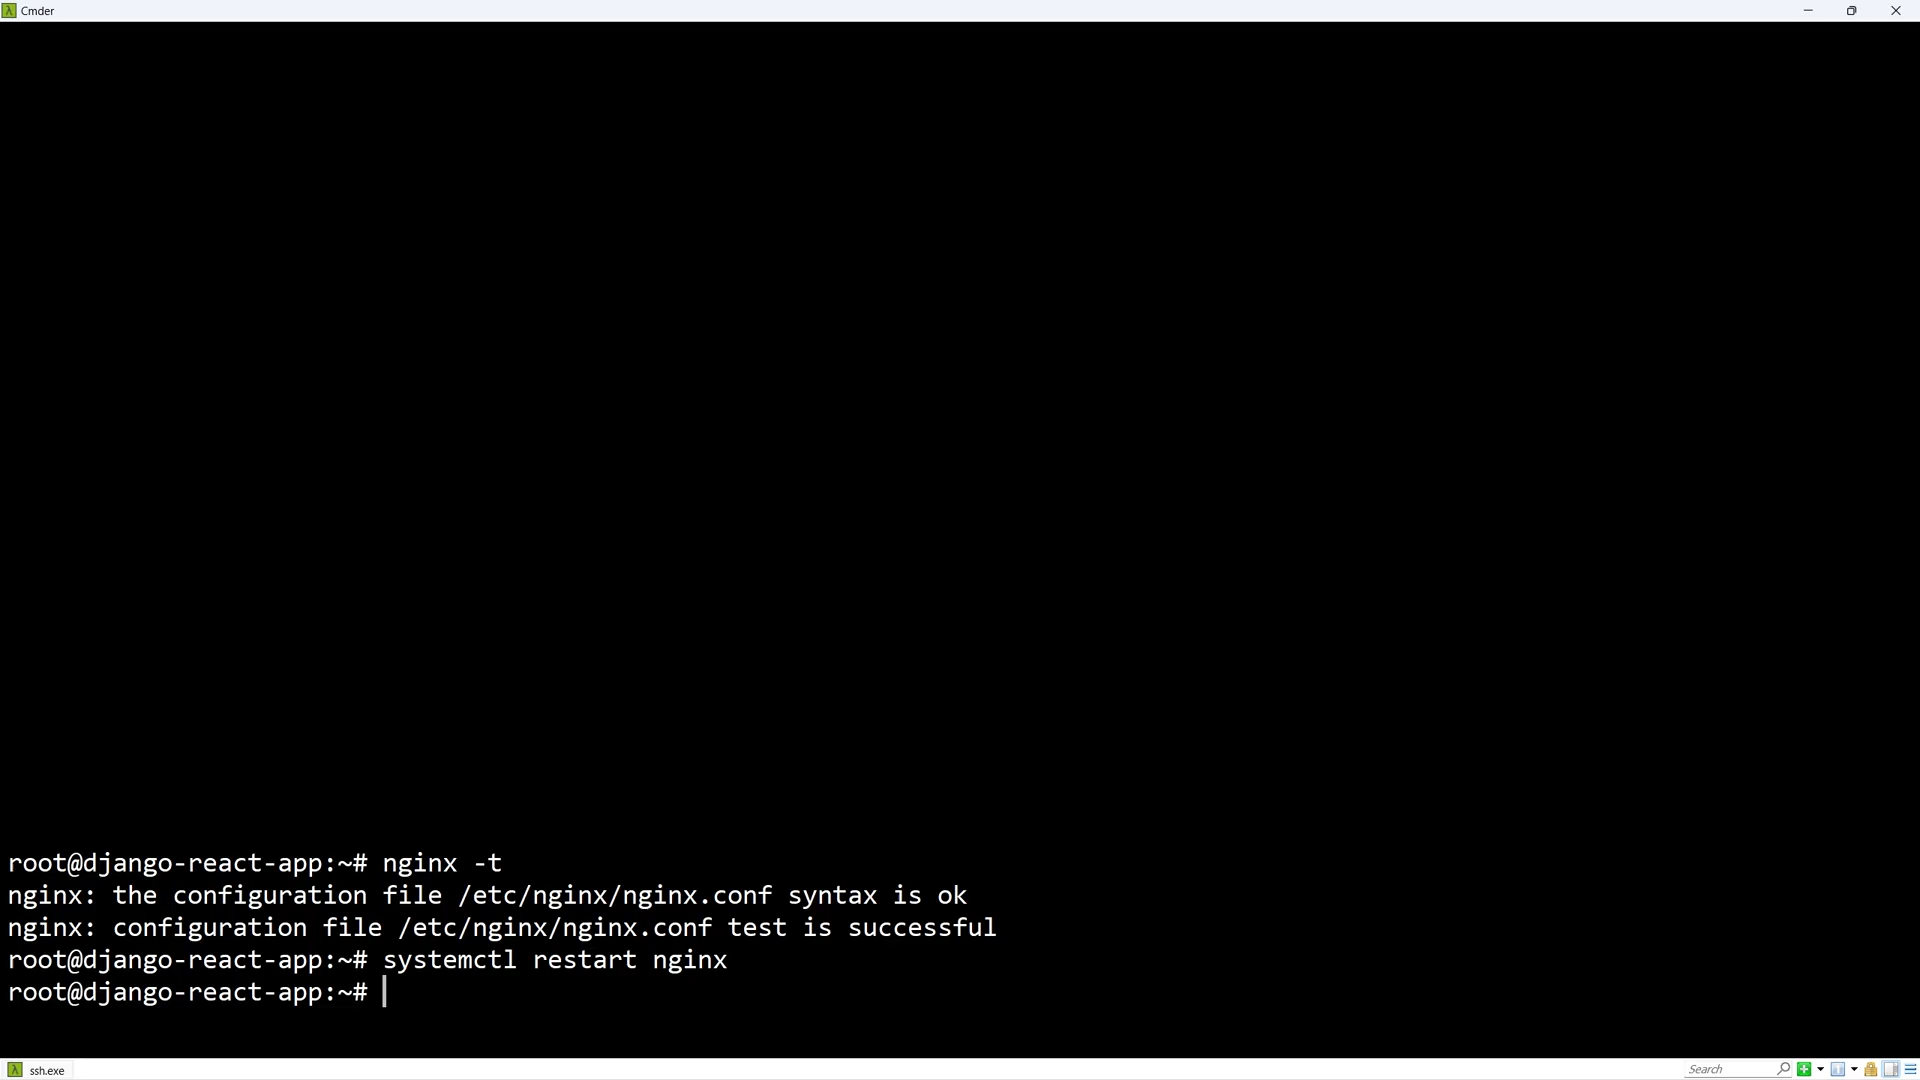 Cmder
root@django-react-app:~# nginx -t
nginx: the configuration file /etc/nginx/nginx.conf syntax is ok
nginx: configuration file /etc/nginx/nginx.conf test is successful
root@django-react-app:~# systemctl restart nginx
root@django-react-app:~#
ssh.exe
Search